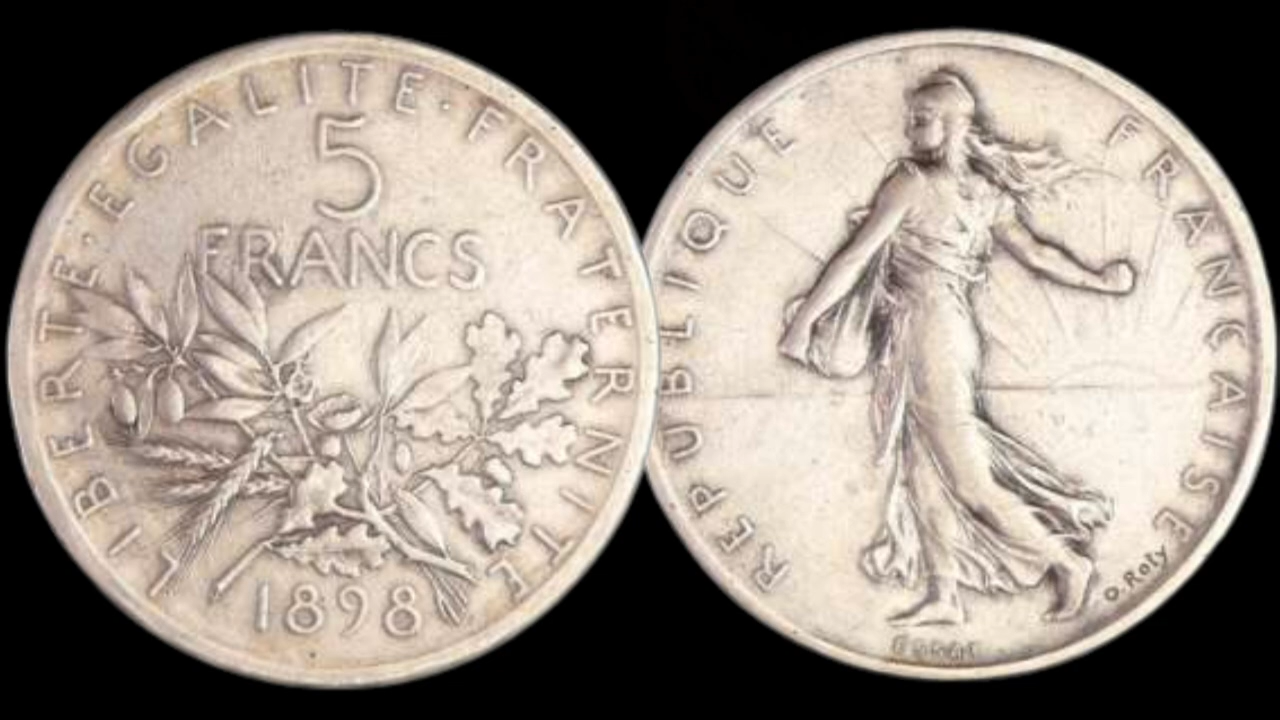 LIBERTE·EGALITE·FRATERNITE
5
FRANCS
1898
REPUBLIQUE FRANÇAISE
O. Roty